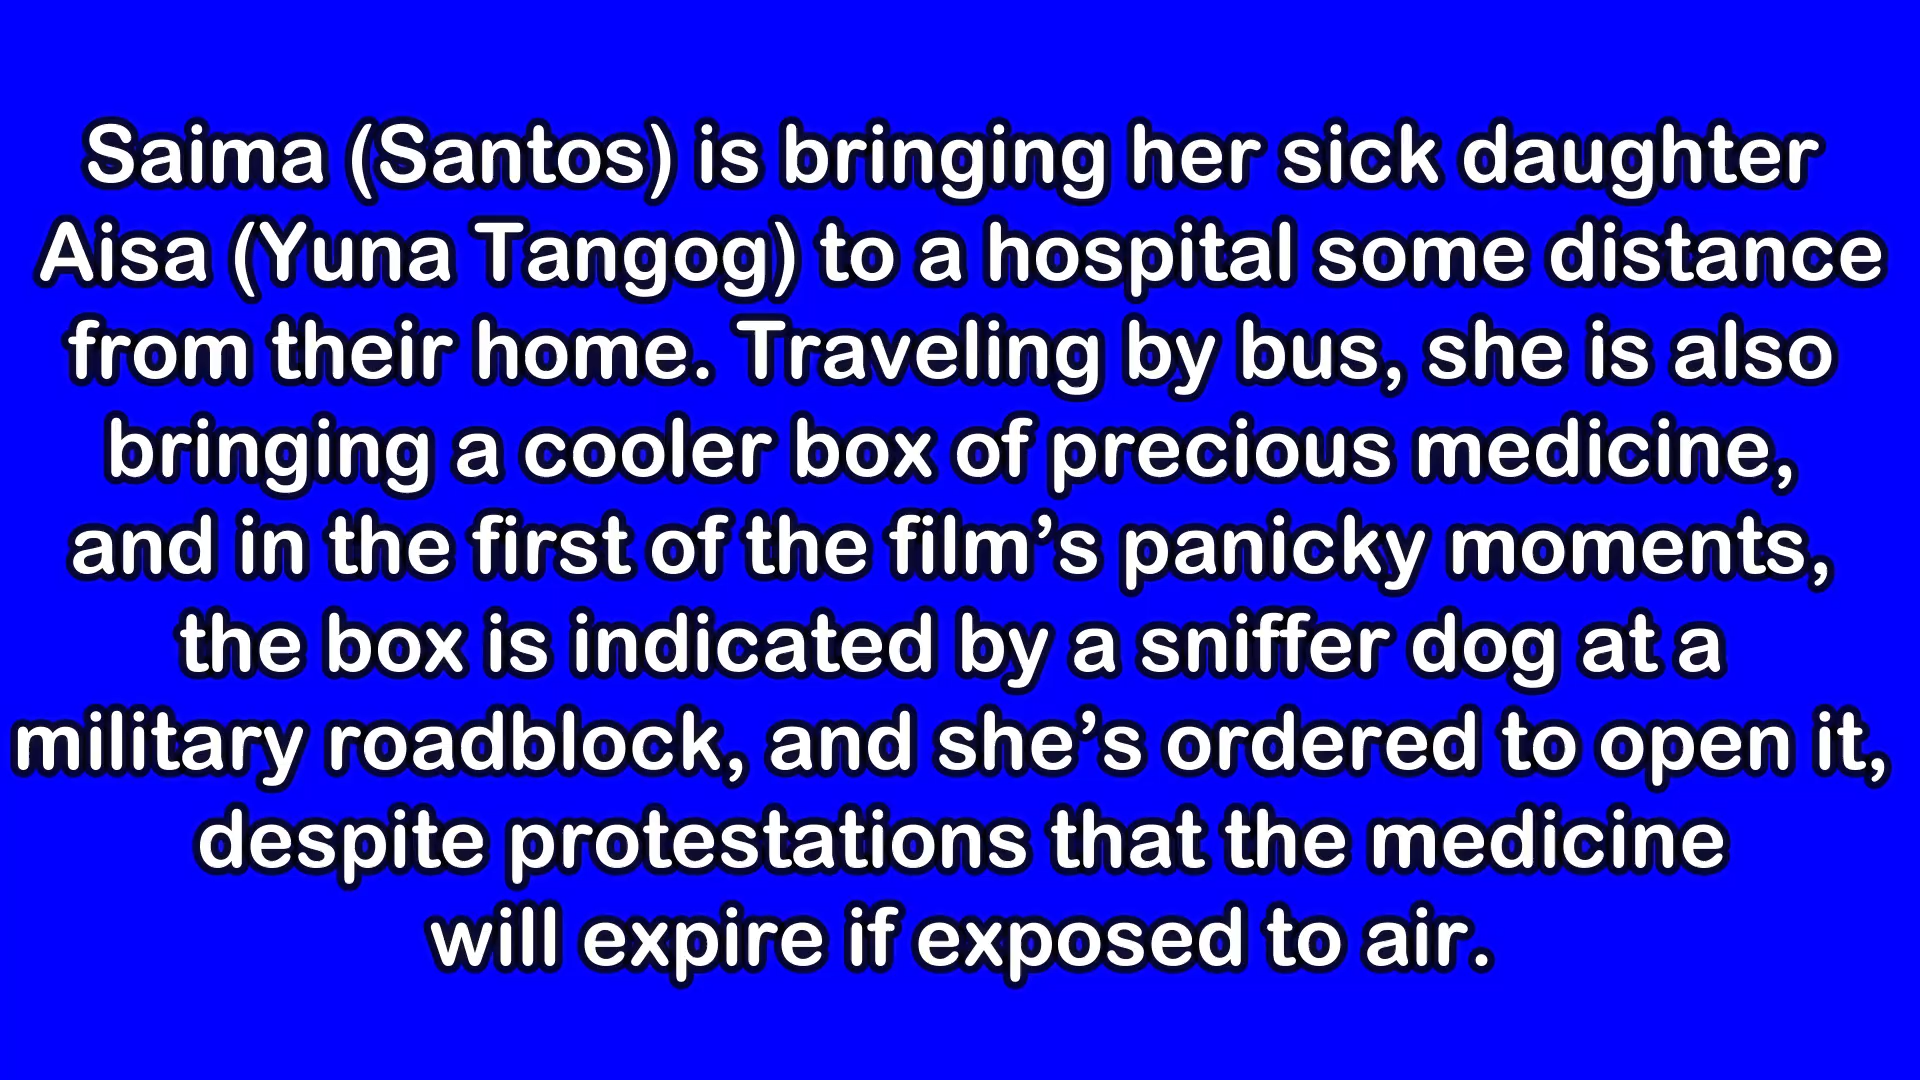 Saima (Santos) is bringing her sick daughter
Aisa (Yuna Tangog) to a hospital some distance
from their home. Traveling by bus, she is also
bringing a cooler box of precious medicine,
and in the first of the film’s panicky moments,
the box is indicated by a sniffer dog at a
military roadblock, and she’s ordered to open it,
despite protestations that the medicine
will expire if exposed to air.